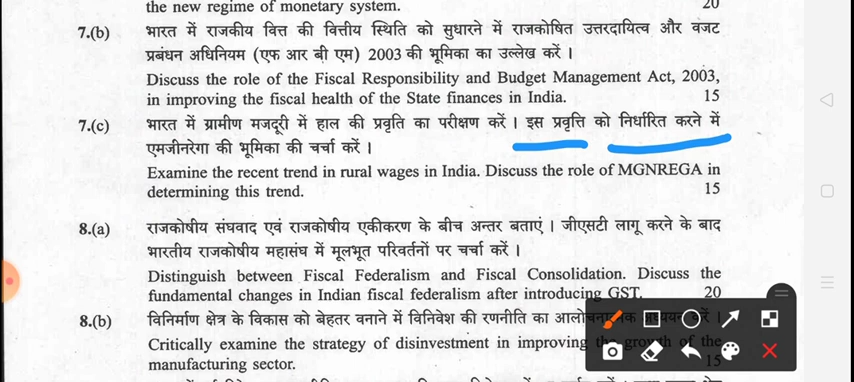 the new regime of monetary system. 20
7.(b) भारत में राजकीय वित्त की वित्तीय स्थिति को सुधारने में राजकोषित उत्तरदायित्व और वजट
प्रबंधन अधिनियम (एफ आर बी एम) 2003 की भूमिका का उल्लेख करें ।
Discuss the role of the Fiscal Responsibility and Budget Management Act, 2003,
in improving the fiscal health of the State finances in India. 15
7.(c) भारत में ग्रामीण मजदूरी में हाल की प्रवृति का परीक्षण करें । इस प्रवृत्ति को निर्धारित करने में
एमजीनरेगा की भूमिका की चर्चा करें ।
Examine the recent trend in rural wages in India. Discuss the role of MGNREGA in
determining this trend. 15
8.(a) राजकोषीय संघवाद एवं राजकोषीय एकीकरण के बीच अन्तर बताएं । जीएसटी लागू करने के बाद
भारतीय राजकोषीय महासंघ में मूलभूत परिवर्तनों पर चर्चा करें ।
Distinguish between Fiscal Federalism and Fiscal Consolidation. Discuss the
fundamental changes in Indian fiscal federalism after introducing GST. 20
8.(b) विनिर्माण क्षेत्र के विकास को बेहतर बनाने में विनिवेश की रणनीति का
Critically examine the strategy of disinvestment in improving the growth of the
manufacturing sector. 15